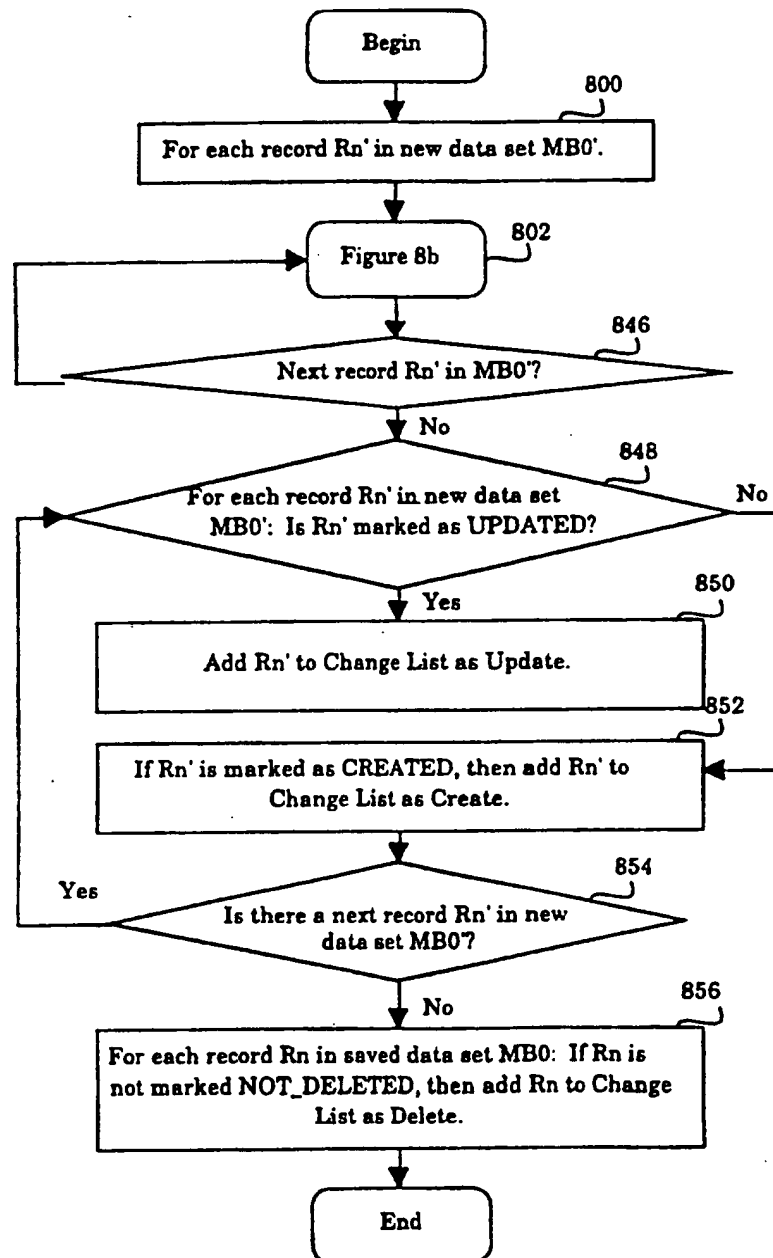 Begin
800
For each record Rn' in new data set MB0'.
Figure 8b
802
846
Next record Rn' in MB0'?
No
848
For each record Rn' in new data set
MB0': Is Rn' marked as UPDATED?
No
Yes
850
Add Rn' to Change List as Update.
852
If Rn' is marked as CREATED, then add Rn' to
Change List as Create.
Yes
854
Is there a next record Rn' in new
data set MB0'?
No
856
For each record Rn in saved data set MB0: If Rn is
not marked NOT_DELETED, then add Rn to Change
List as Delete.
End